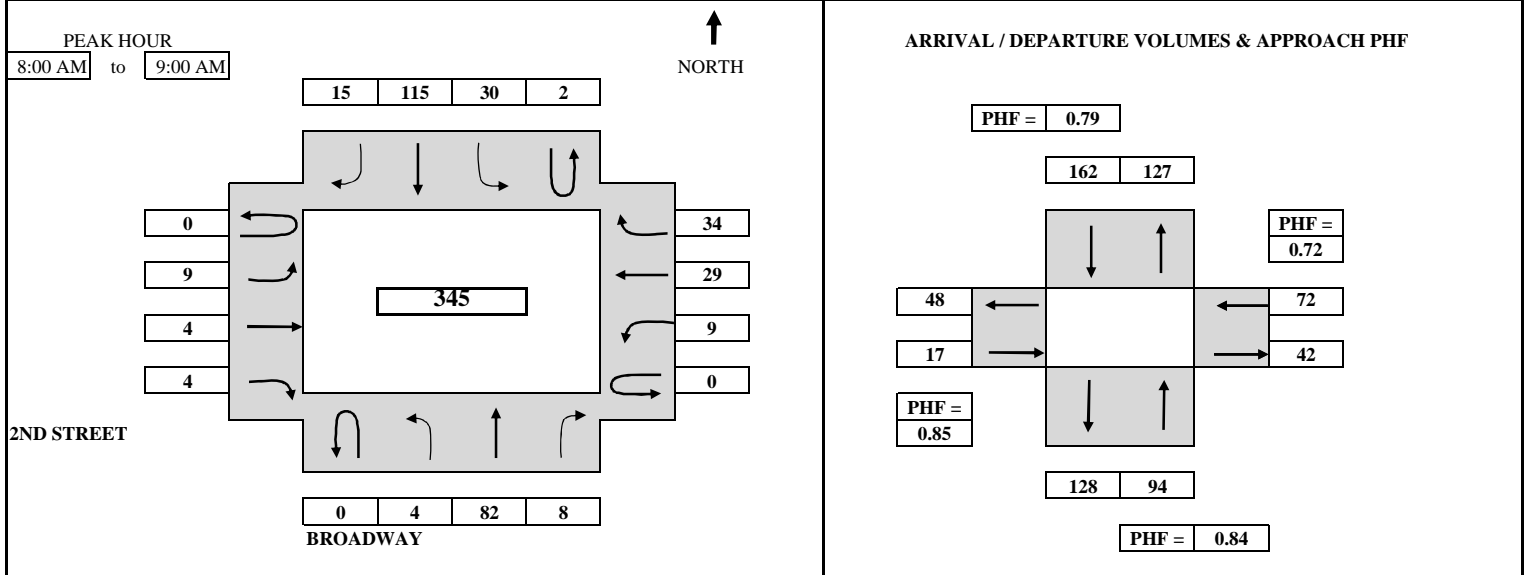 PEAK HOUR
8:00 AM to 9:00 AM
NORTH
15 115 30 2
0
9
4
4
345
34
29
9
0
2ND STREET
0 4 82 8
BROADWAY
ARRIVAL / DEPARTURE VOLUMES & APPROACH PHF
PHF = 0.79
162 127
PHF =
0.72
48
17
72
42
PHF =
0.85
128 94
PHF = 0.84